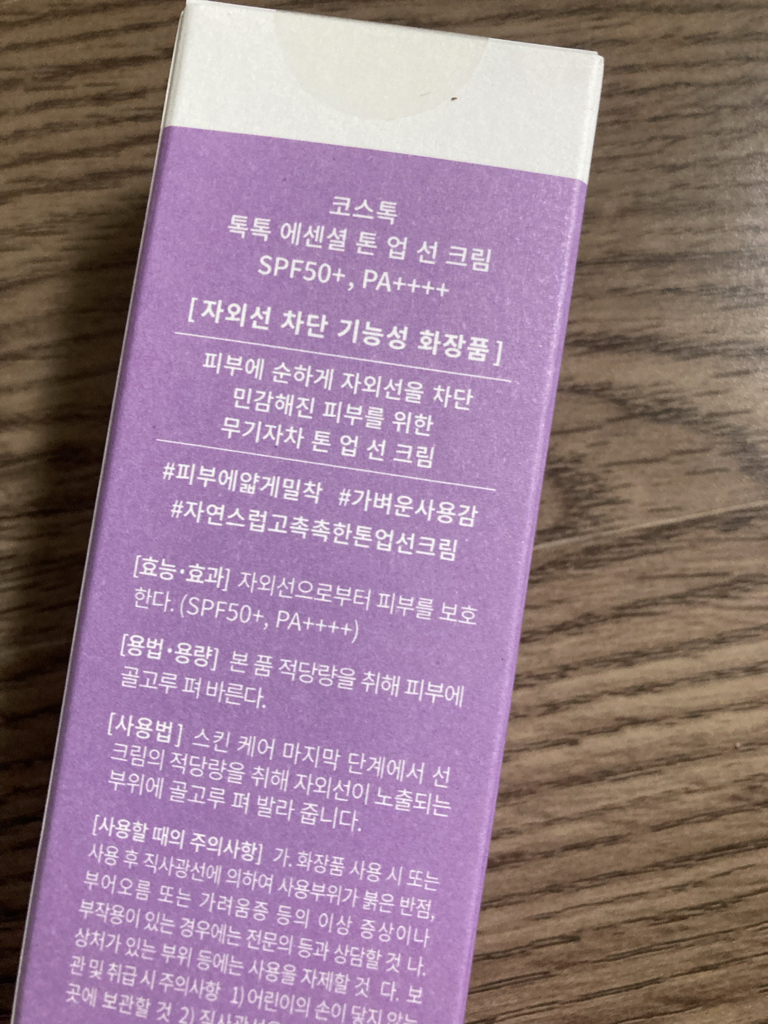 코스톡
톡톡 에센셜 톤 업 선 크림
SPF50+, PA++++
[자외선 차단 기능성 화장품]
피부에 순하게 자외선을 차단
민감해진 피부를 위한
무기자차 톤 업 선 크림
#피부에얇게밀착 #가벼운사용감
#자연스럽고촉촉한톤업선크림
[효능·효과] 자외선으로부터 피부를 보호
한다. (SPF50+, PA++++)
[용법·용량] 본 품 적당량을 취해 피부에
골고루 펴 바른다.
[사용법] 스킨 케어 마지막 단계에서 선
크림의 적당량을 취해 자외선이 노출되는
부위에 골고루 펴 발라 줍니다.
[사용할 때의 주의사항] 가. 화장품 사용 시 또는
사용 후 직사광선에 의하여 사용부위가 붉은 반점,
부어오름 또는 가려움증 등의 이상 증상이나
부작용이 있는 경우에는 전문의 등과 상담할 것 나.
상처가 있는 부위 등에는 사용을 자제할 것 다. 보
관 및 취급 시 주의사항 1) 어린이의 손이 닿지 않는
곳에 보관할 것 2) 직사광선을